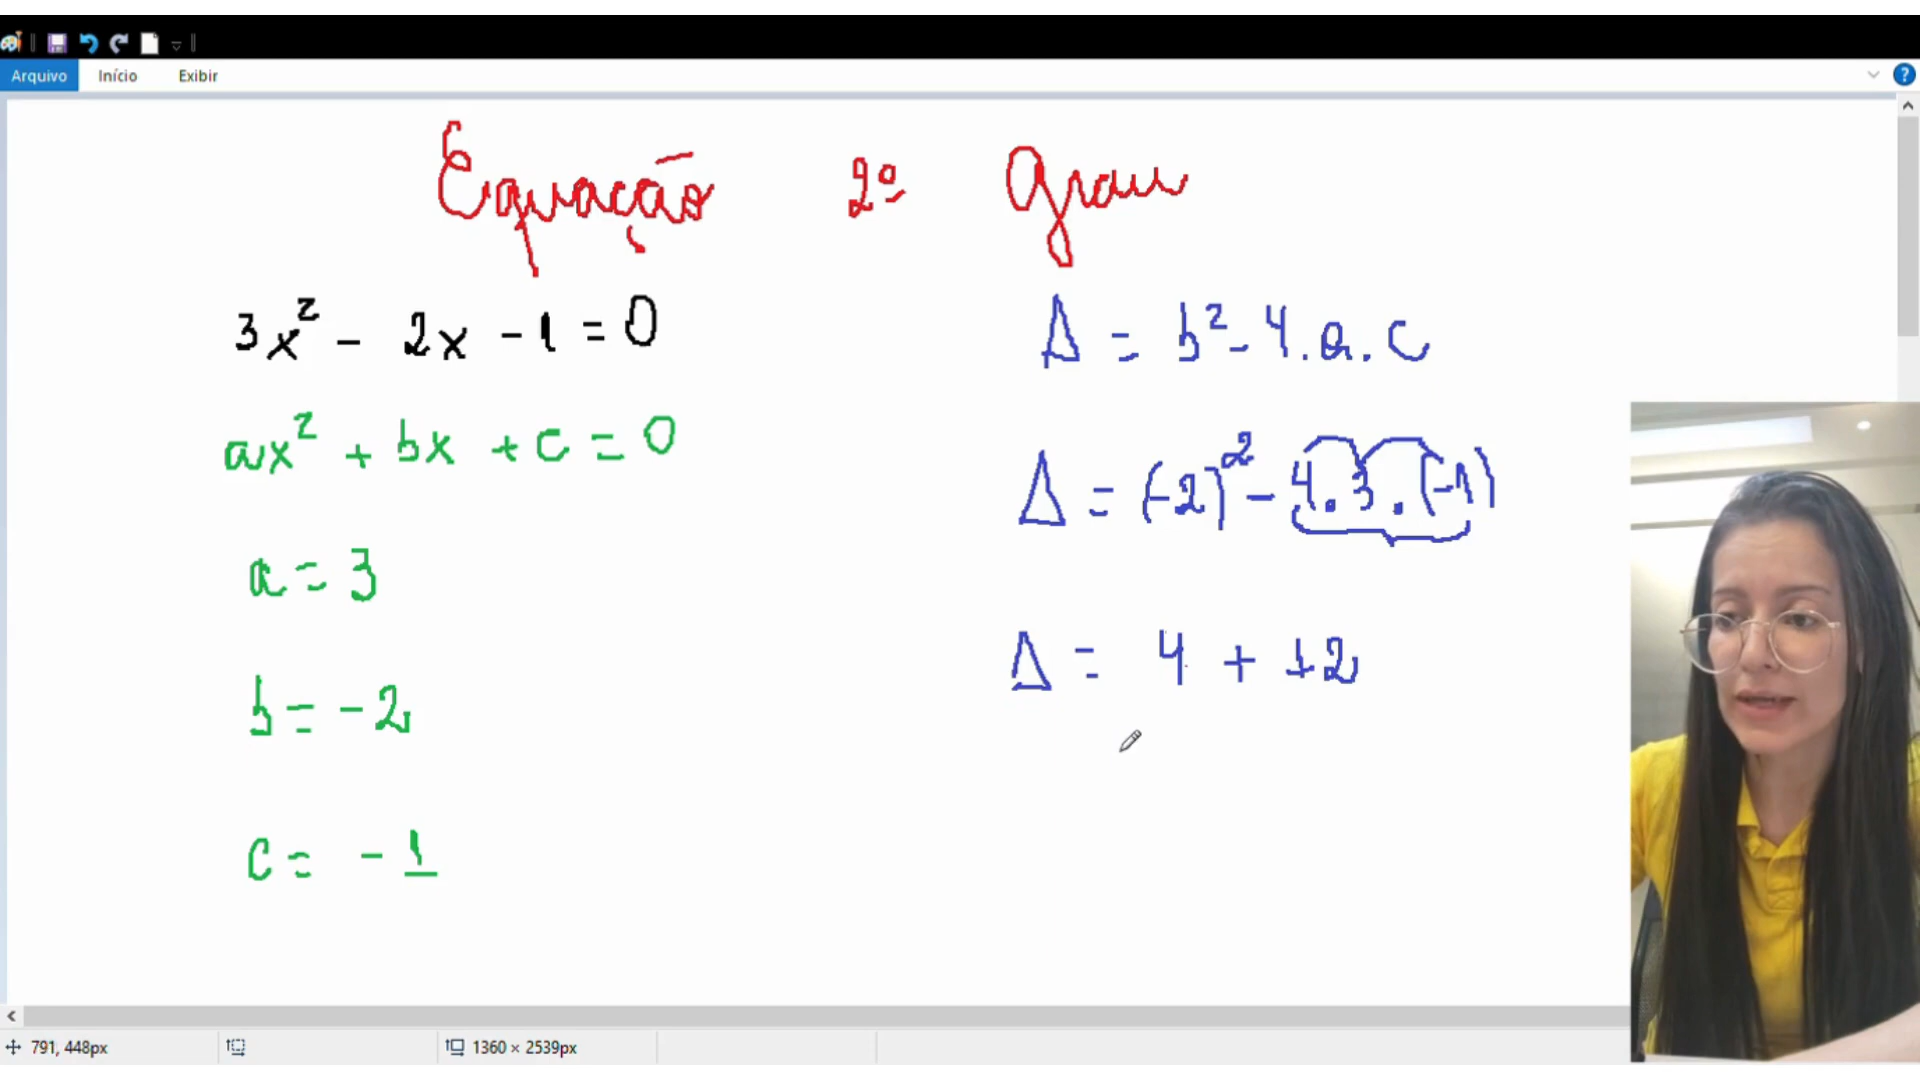 Arquivo Início Exibir
Equação 2º Grau
3x² - 2x - 1 = 0
ax² + bx + c = 0
a = 3
b = -2
c = -1
Δ = b² - 4.a.c
Δ = (-2)² - 4.3.(-1)
Δ = 4 + 12
791, 448px
1360 × 2539px